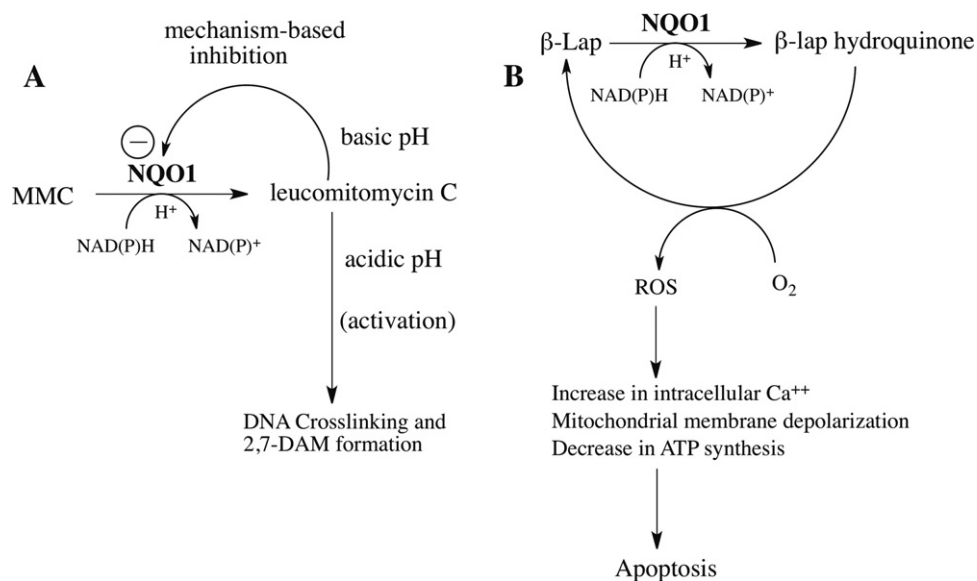 A
mechanism-based
inhibition
basic pH
−
NQO1
MMC
leucomitomycin C
H⁺
NAD(P)H
NAD(P)⁺
acidic pH
(activation)
DNA Crosslinking and
2,7-DAM formation
B
NQO1
β-Lap
β-lap hydroquinone
H⁺
NAD(P)H
NAD(P)⁺
ROS
O₂
Increase in intracellular Ca⁺⁺
Mitochondrial membrane depolarization
Decrease in ATP synthesis
Apoptosis